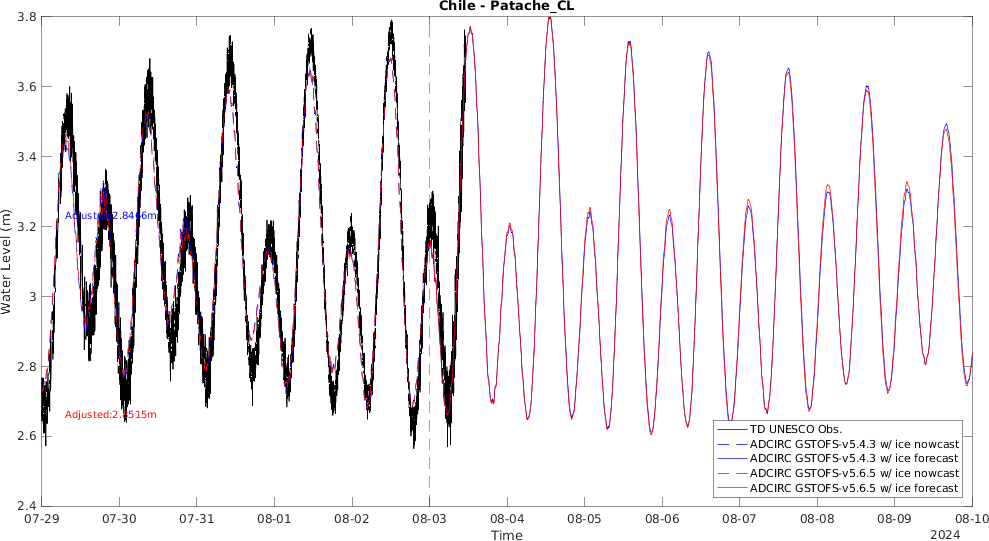 Chile - Patache_CL
3.8
3.6
3.4
3.2
3
2.8
2.6
2.4
Water Level (m)
Adjusted:2.8466m
Adjusted:2.8515m
TD UNESCO Obs.
ADCIRC GSTOFS-v5.4.3 w/ ice nowcast
ADCIRC GSTOFS-v5.4.3 w/ ice forecast
ADCIRC GSTOFS-v5.6.5 w/ ice nowcast
ADCIRC GSTOFS-v5.6.5 w/ ice forecast
07-29 07-30 07-31 08-01 08-02 08-03 08-04 08-05 08-06 08-07 08-08 08-09 08-10
Time
2024